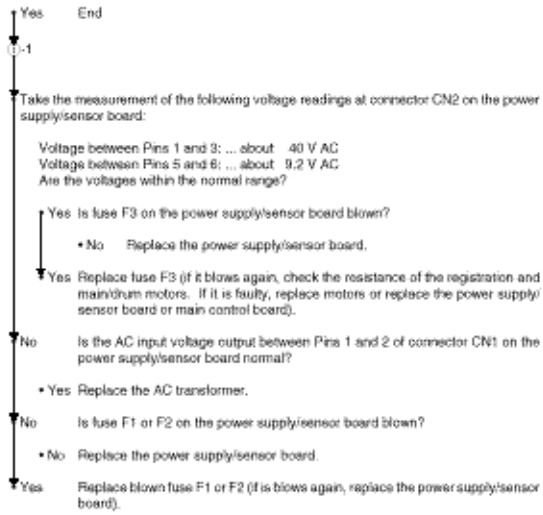 • Yes End
①-1
Take the measurement of the following voltage readings at connector CN2 on the power
supply/sensor board:
Voltage between Pins 1 and 3: ... about 40 V AC
Voltage between Pins 5 and 6: ... about 9.2 V AC
Are the voltages within the normal range?
• Yes Is fuse F3 on the power supply/sensor board blown?
• No Replace the power supply/sensor board.
Yes Replace fuse F3 (if it blows again, check the resistance of the registration and
main/drum motors. If it is faulty, replace motors or replace the power supply/
sensor board or main control board).
No Is the AC input voltage output between Pins 1 and 2 of connector CN1 on the
power supply/sensor board normal?
• Yes Replace the AC transformer.
No Is fuse F1 or F2 on the power supply/sensor board blown?
• No Replace the power supply/sensor board.
Yes Replace blown fuse F1 or F2 (if is blows again, replace the power supply/sensor
board).